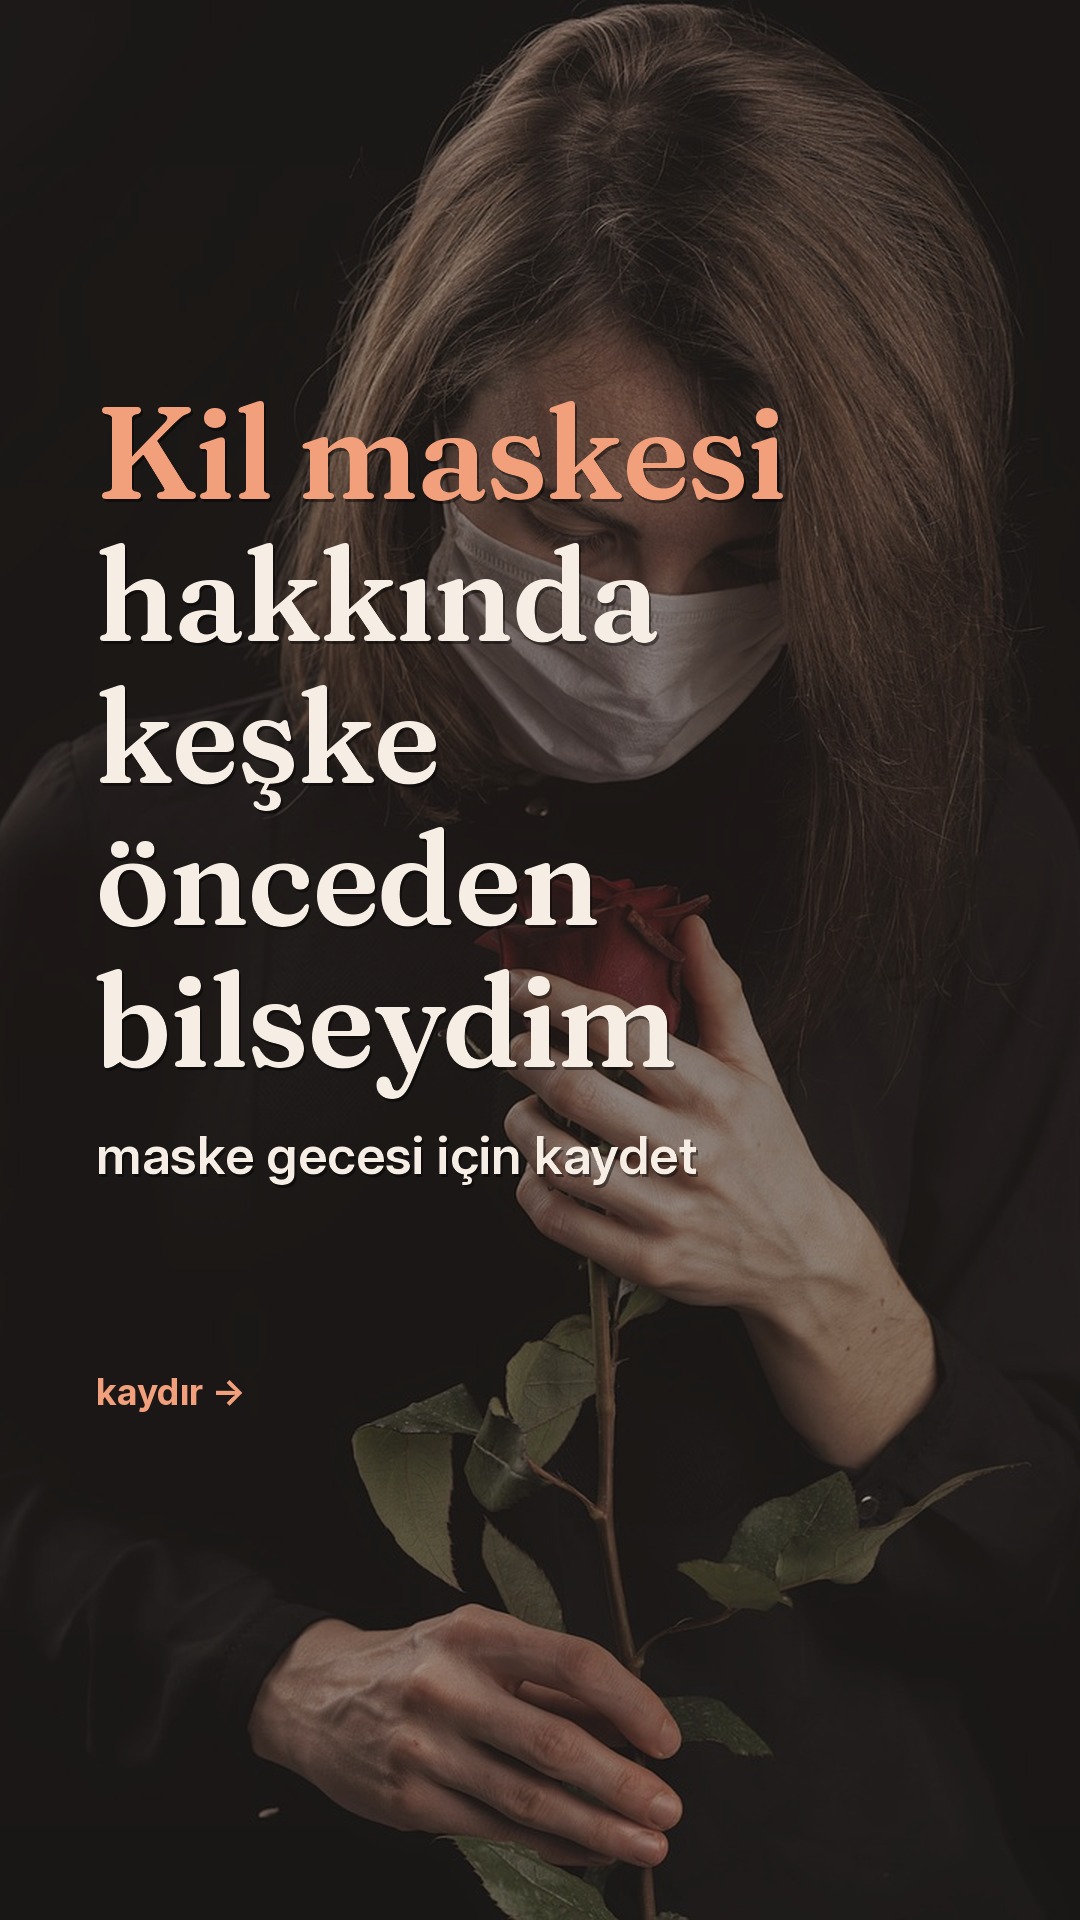 Kil maskesi
hakkında
keşke
önceden
bilseydim
maske gecesi için kaydet
kaydır →